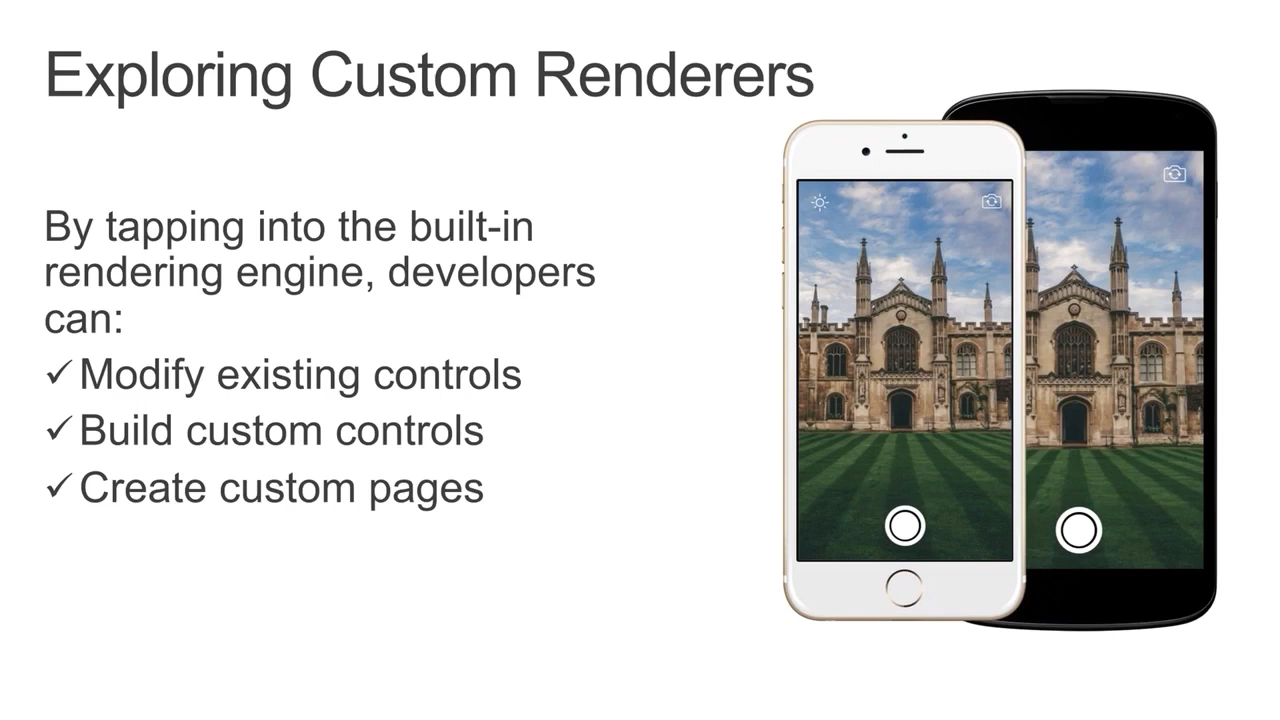 Exploring Custom Renderers
By tapping into the built-in
rendering engine, developers
can:
✓ Modify existing controls
✓ Build custom controls
✓ Create custom pages